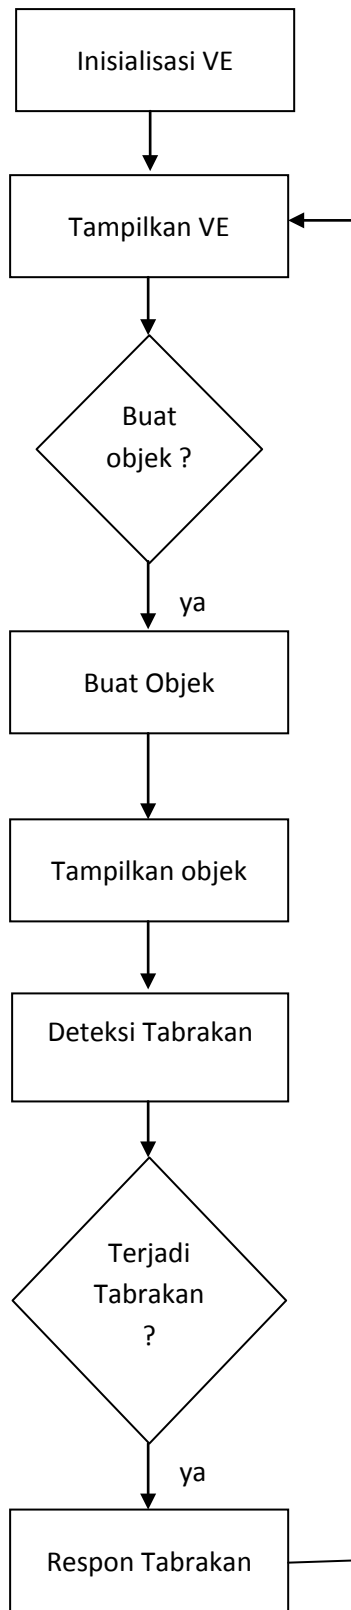 Inisialisasi VE
Tampilkan VE
Buat
objek ?
ya
Buat Objek
Tampilkan objek
Deteksi Tabrakan
Terjadi
Tabrakan
?
ya
Respon Tabrakan